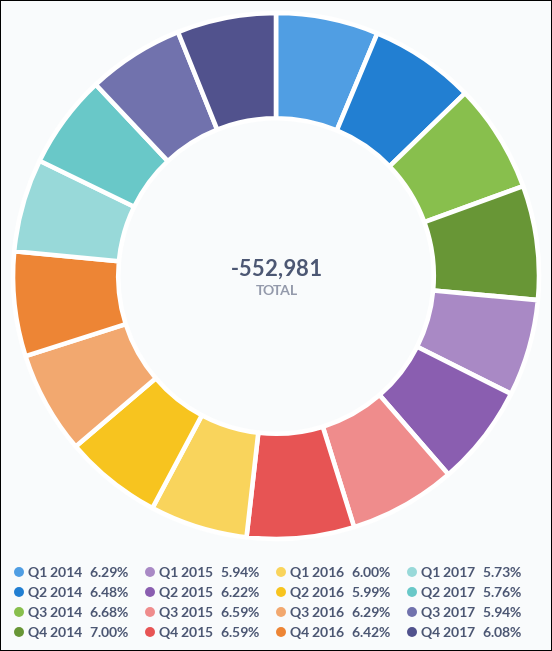 -552,981
TOTAL
Q1 2014 6.29% Q1 2015 5.94% Q1 2016 6.00% Q1 2017 5.73%
Q2 2014 6.48% Q2 2015 6.22% Q2 2016 5.99% Q2 2017 5.76%
Q3 2014 6.68% Q3 2015 6.59% Q3 2016 6.29% Q3 2017 5.94%
Q4 2014 7.00% Q4 2015 6.59% Q4 2016 6.42% Q4 2017 6.08%